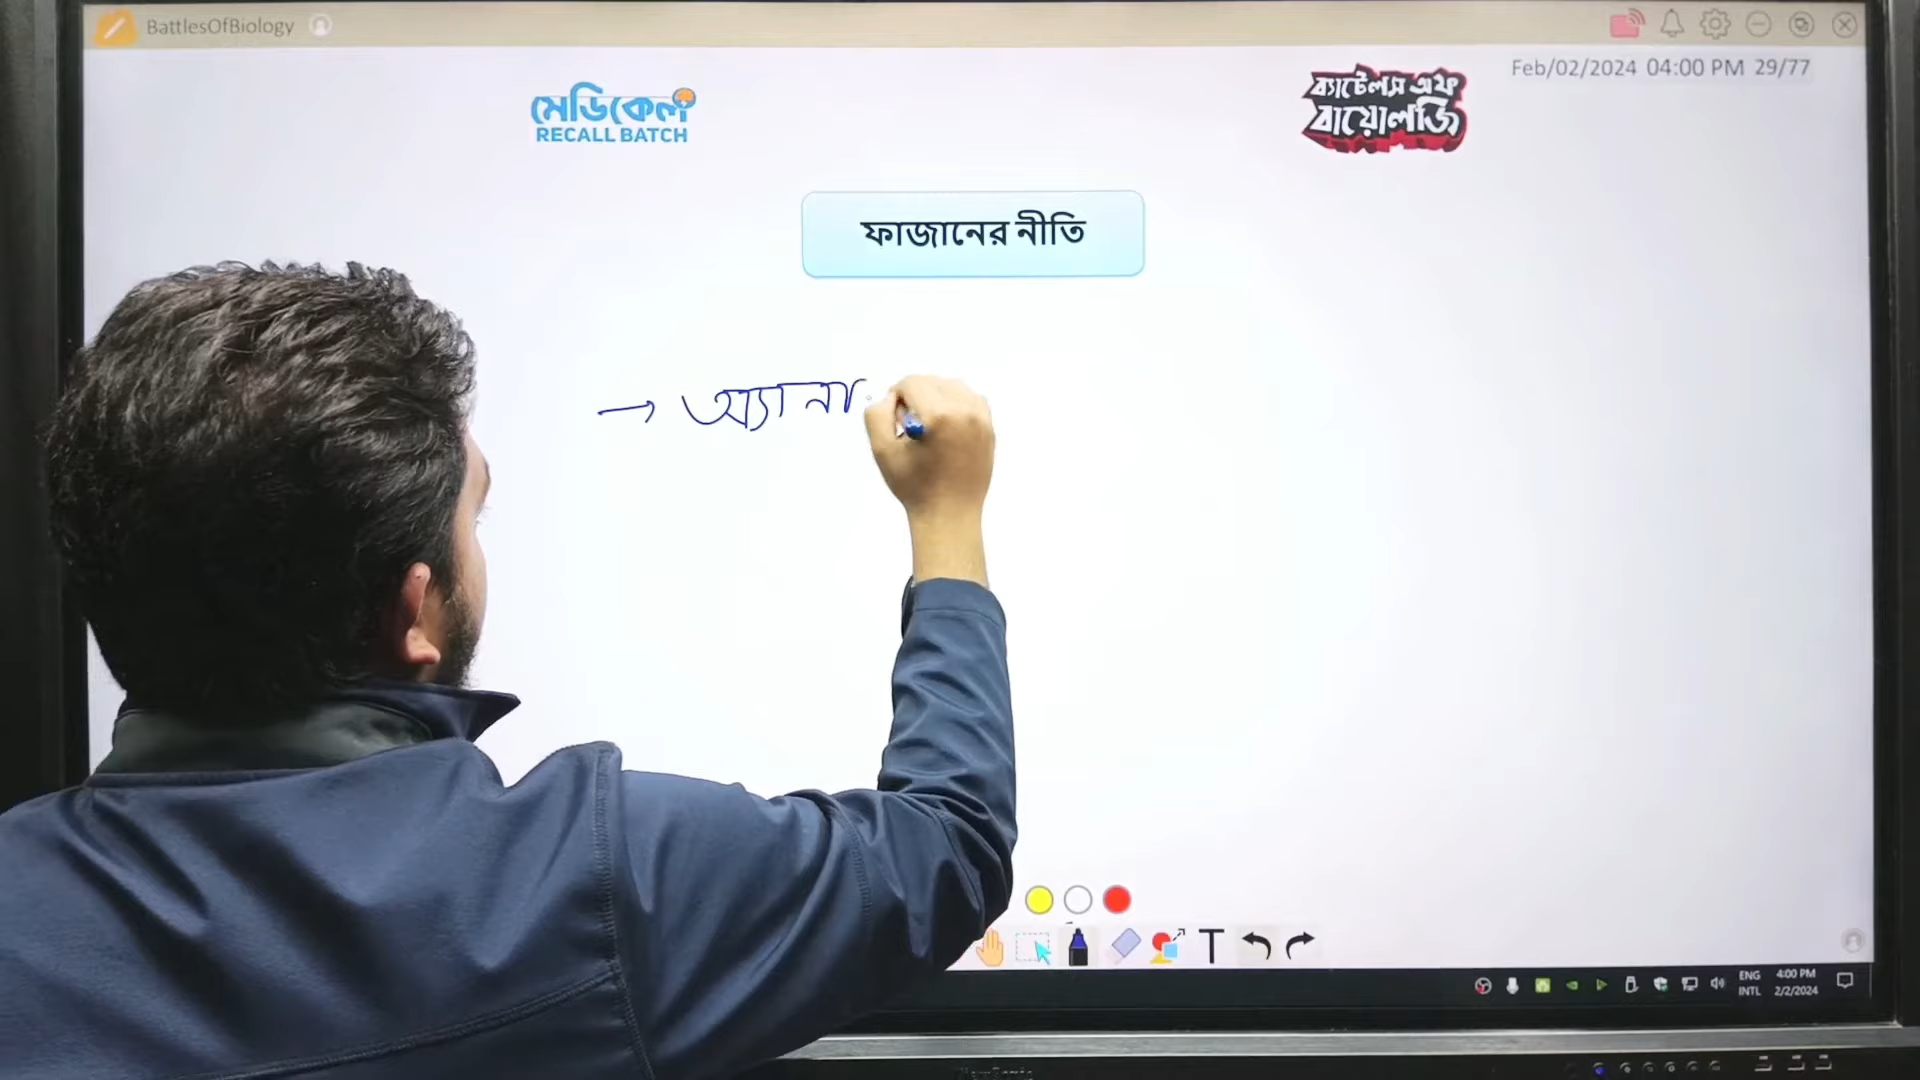 BattlesOfBiology
Feb/02/2024 04:00 PM 29/77
মেডিকেল
RECALL BATCH
ব্যাটেলস এফ
বায়োলজি
ফাজানের নীতি
→ অ্যানা
T
ENG
INTL
4:00 PM
2/2/2024